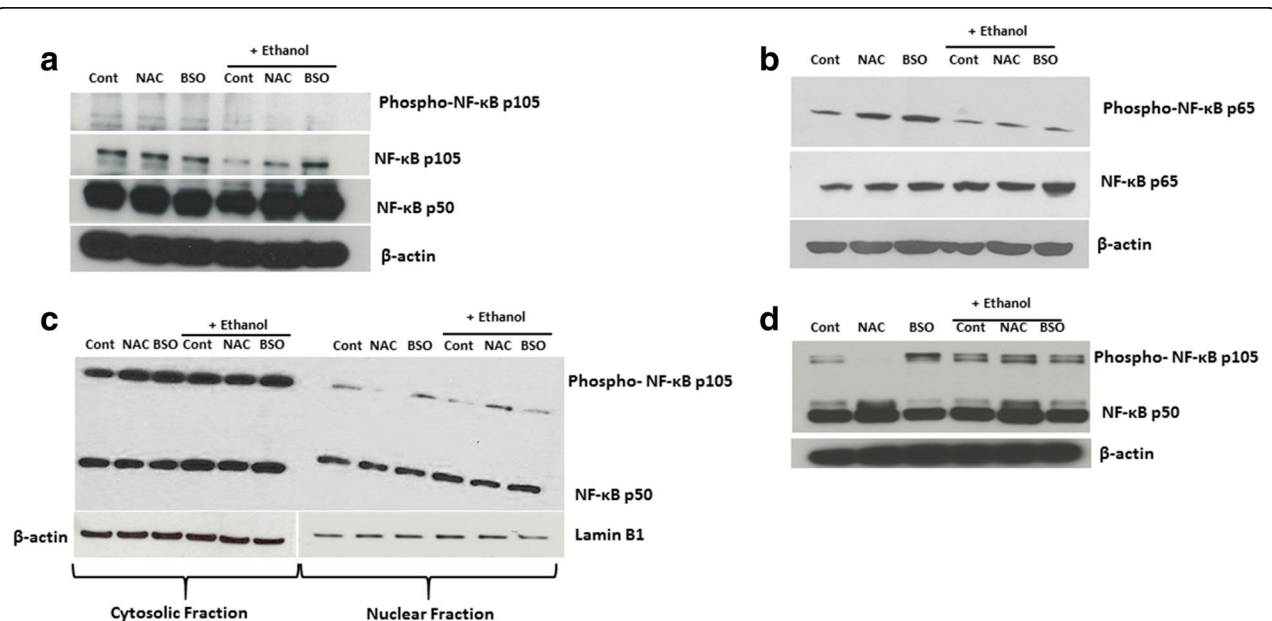 a
+ Ethanol
Cont NAC BSO Cont NAC BSO
Phospho-NF-κB p105
NF-κB p105
NF-κB p50
β-actin
b
+ Ethanol
Cont NAC BSO Cont NAC BSO
Phospho-NF-κB p65
NF-κB p65
β-actin
c
+ Ethanol
+ Ethanol
Cont NAC BSO Cont NAC BSO Cont NAC BSO Cont NAC BSO
Phospho- NF-κB p105
NF-κB p50
β-actin
Lamin B1
Cytosolic Fraction
Nuclear Fraction
d
+ Ethanol
Cont NAC BSO Cont NAC BSO
Phospho- NF-κB p105
NF-κB p50
β-actin